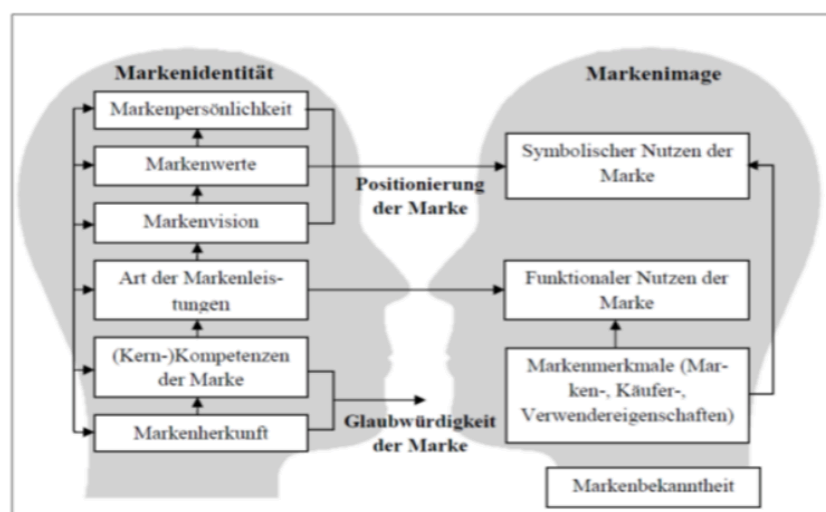 Markenidentität
Markenpersönlichkeit
Markenwerte
Markenvision
Art der Markenleis-
tungen
(Kern-)Kompetenzen
der Marke
Markenherkunft
Positionierung
der Marke
Glaubwürdigkeit
der Marke
Markenimage
Symbolischer Nutzen der
Marke
Funktionaler Nutzen der
Marke
Markenmerkmale (Mar-
ken-, Käufer-,
Verwendereigenschaften)
Markenbekanntheit